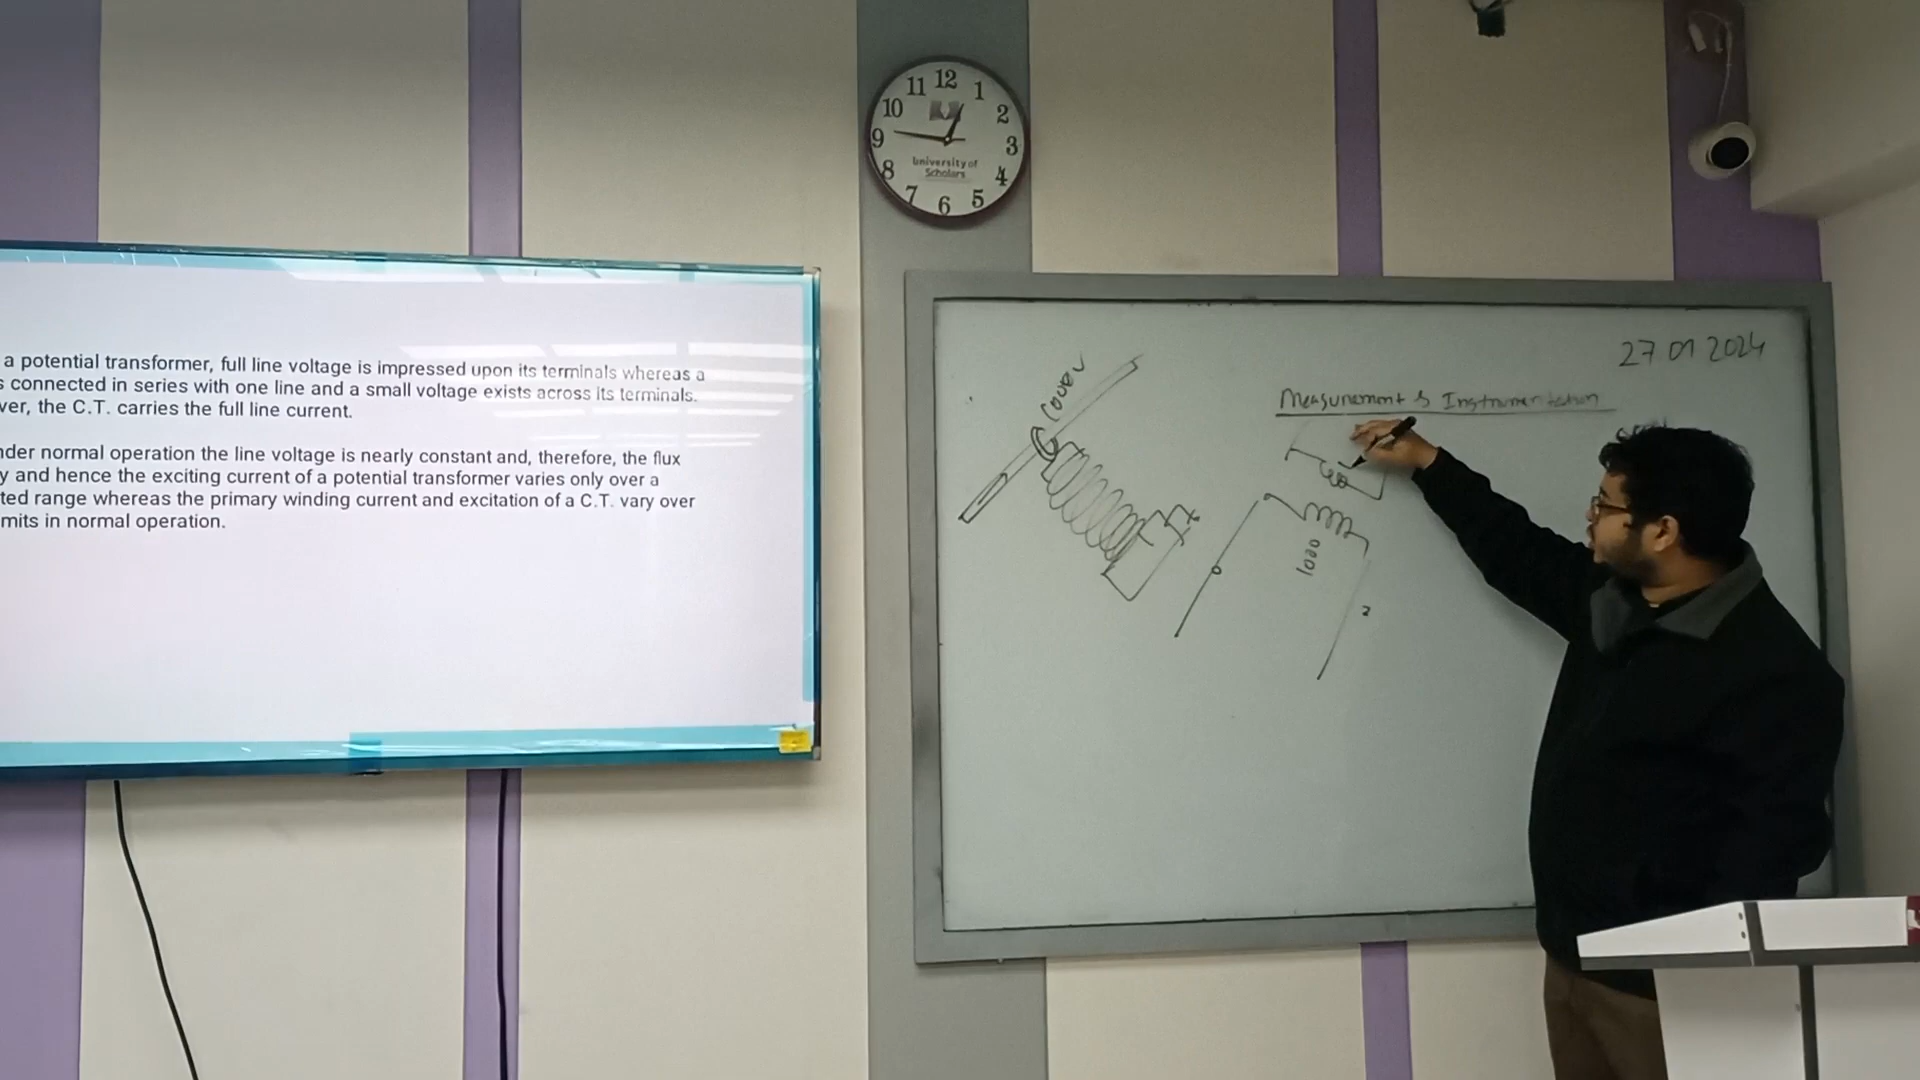 11 12 1
10 2
9 3
8 4
7 6 5
University of
Scholars
a potential transformer, full line voltage is impressed upon its terminals whereas a
s connected in series with one line and a small voltage exists across its terminals.
ver, the C.T. carries the full line current.
nder normal operation the line voltage is nearly constant and, therefore, the flux
y and hence the exciting current of a potential transformer varies only over a
ted range whereas the primary winding current and excitation of a C.T. vary over
mits in normal operation.
27 01 2024
Measurement & Instrumentation
1000